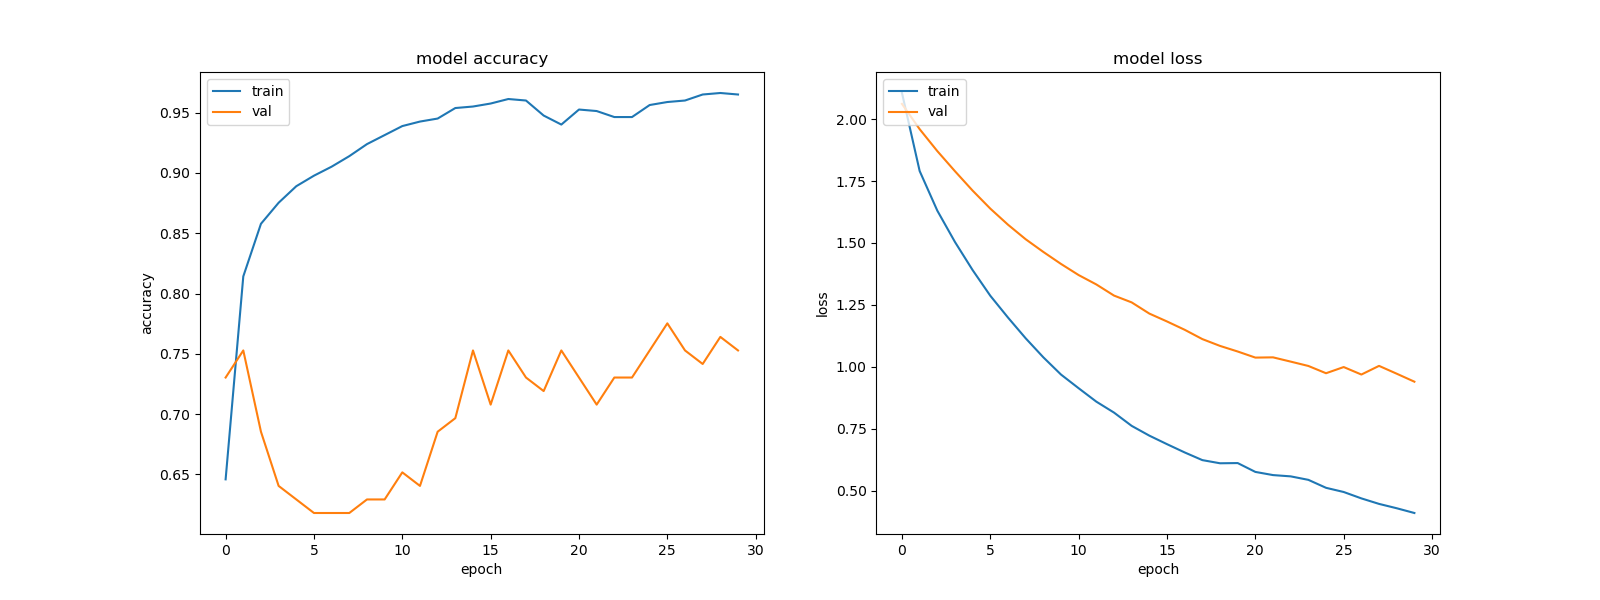 model accuracy
train
val
0.95
0.90
0.85
0.80
0.75
0.70
0.65
accuracy
0 5 10 15 20 25 30
epoch
model loss
train
val
2.00
1.75
1.50
1.25
1.00
0.75
0.50
loss
0 5 10 15 20 25 30
epoch